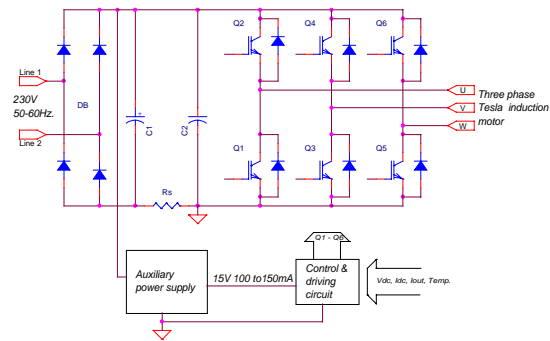 Q2
Q4
Q6
Line 1
230V
50-60Hz.
DB
+
C1
C2
U
V
W
Three phase
Tesla induction
motor
Line 2
Q1
Q3
Q5
Rs
Q1 - Q6
Auxiliary
power supply
15V 100 to150mA
Control &
driving
circuit
Vdc, Idc, Iout, Temp.